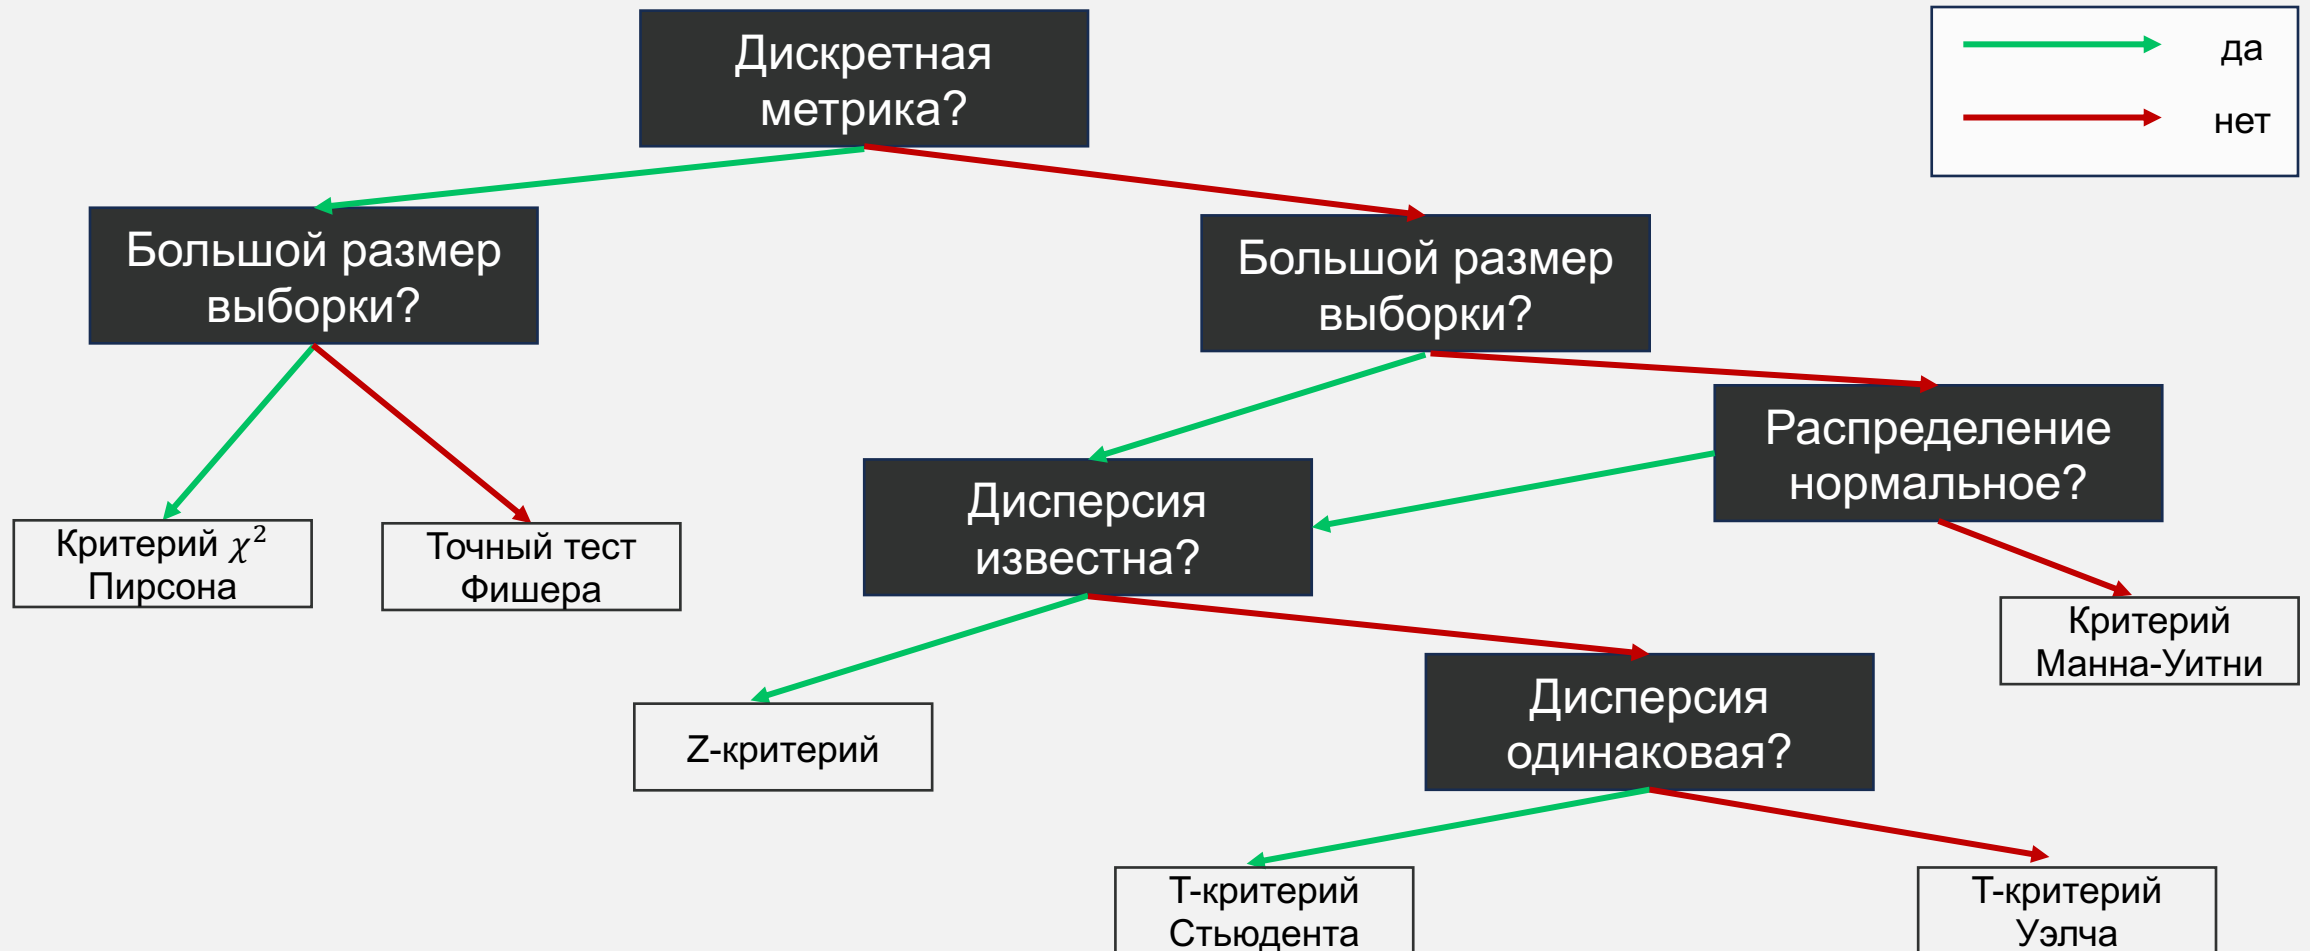 Дискретная
метрика?
да
нет
Большой размер
выборки?
Большой размер
выборки?
Распределение
нормальное?
Дисперсия
известна?
Критерий χ²
Пирсона
Точный тест
Фишера
Критерий
Манна-Уитни
Дисперсия
одинаковая?
Z-критерий
Т-критерий
Стьюдента
Т-критерий
Уэлча